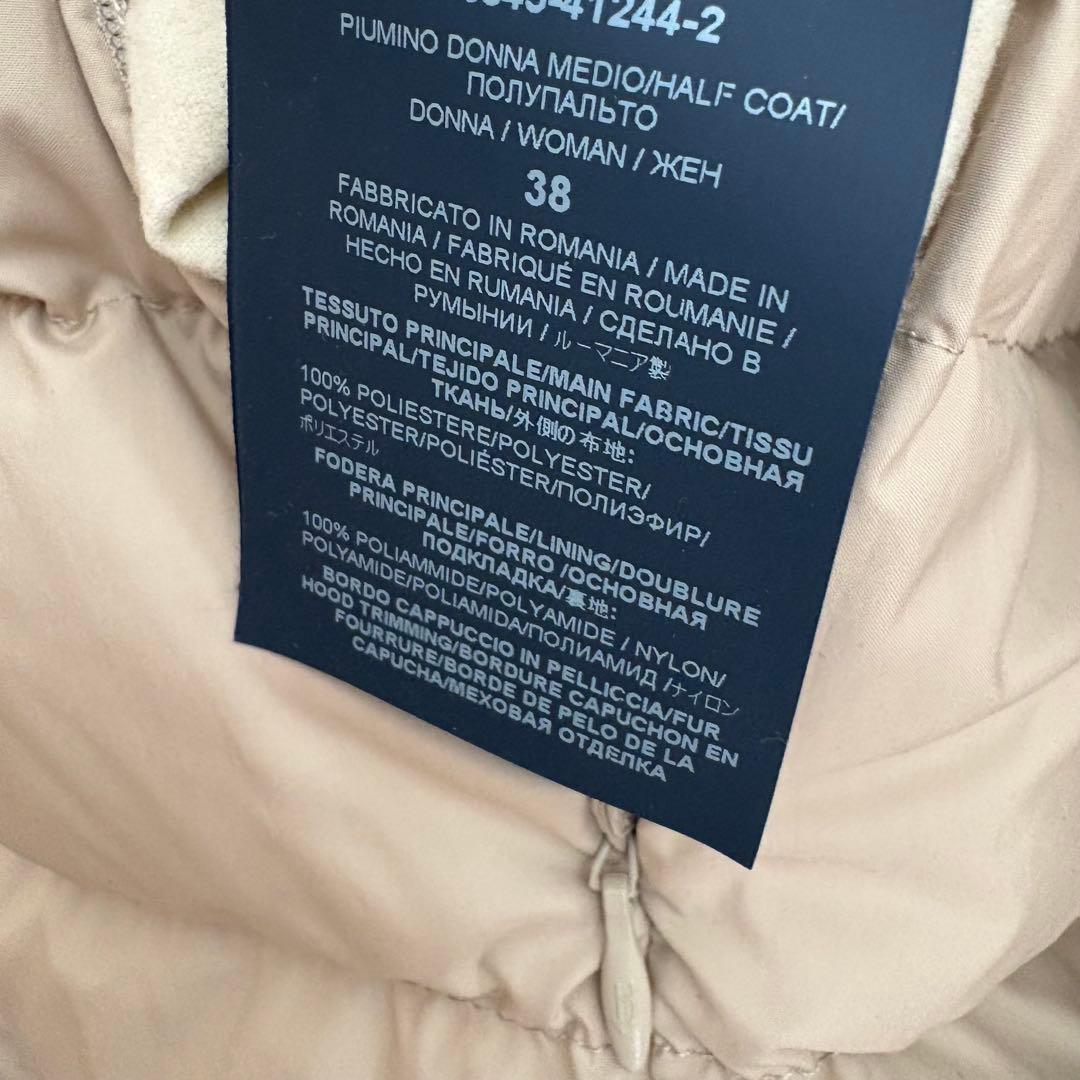 41244-2
PIUMINO DONNA MEDIO/HALF COAT/
ПОЛУПАЛЬТО
DONNA / WOMAN / ЖЕН
38
FABBRICATO IN ROMANIA / MADE IN
ROMANIA / FABRIQUÉ EN ROUMANIE /
HECHO EN RUMANIA / СДЕЛАНО В
РУМЫНИИ / ルーマニア製
TESSUTO PRINCIPALE/MAIN FABRIC/TISSU
PRINCIPAL/TEJIDO PRINCIPAL/ОСНОВНАЯ
ТКАНЬ/外側の布地:
100% POLIESTERE/POLYESTER/
POLYESTER/POLIÉSTER/ПОЛИЭФИР/
ポリエステル
FODERA PRINCIPALE/LINING/DOUBLURE
PRINCIPALE/FORRO /ОСНОВНАЯ
ПОДКЛАДКА/裏地:
100% POLIAMMIDE/POLYAMIDE / NYLON/
POLYAMIDE/POLIAMIDA/ПОЛИАМИД /ナイロン
BORDO CAPPUCCIO IN PELLICCIA/FUR
HOOD TRIMMING/BORDURE CAPUCHON EN
FOURRURE/BORDE DE PELO DE LA
CAPUCHA/МЕХОВАЯ ОТДЕЛКА